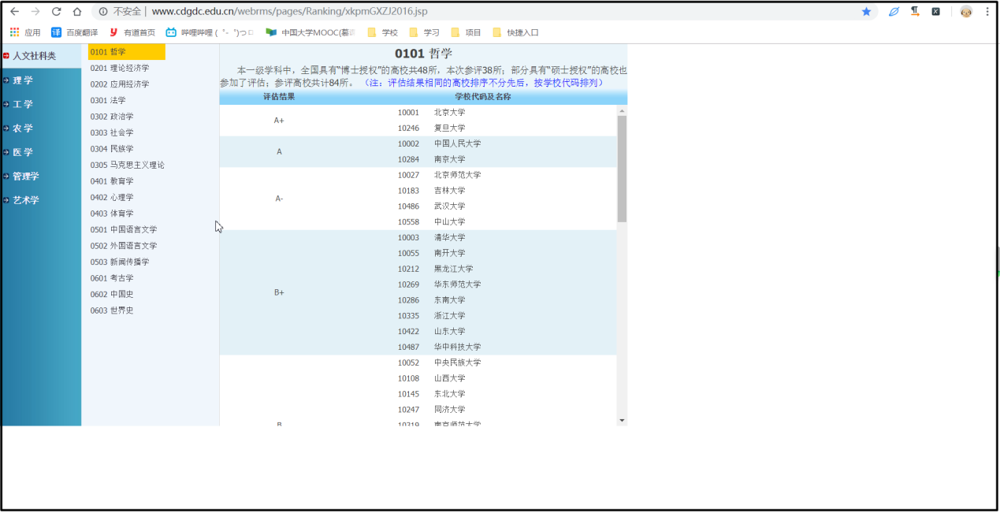 不安全 | www.cdgdc.edu.cn/webrms/pages/Ranking/xkpmGXZJ2016.jsp
应用 百度翻译 有道首页 哔哩哔哩 ( ゜- ゜)つロ 中国大学MOOC(慕课 学校 学习 项目 快捷入口
人文社科类
理 学
工 学
农 学
医 学
管理学
艺术学
0101 哲学
0201 理论经济学
0202 应用经济学
0301 法学
0302 政治学
0303 社会学
0304 民族学
0305 马克思主义理论
0401 教育学
0402 心理学
0403 体育学
0501 中国语言文学
0502 外国语言文学
0503 新闻传播学
0601 考古学
0602 中国史
0603 世界史
0101 哲学
本一级学科中，全国具有“博士授权”的高校共48所，本次参评38所；部分具有“硕士授权”的高校也
参加了评估；参评高校共计84所。（注：评估结果相同的高校排序不分先后，按学校代码排列）
评估结果 学校代码及名称
A+
10001 北京大学
10246 复旦大学
A
10002 中国人民大学
10284 南京大学
A-
10027 北京师范大学
10183 吉林大学
10486 武汉大学
10558 中山大学
B+
10003 清华大学
10055 南开大学
10212 黑龙江大学
10269 华东师范大学
10286 东南大学
10335 浙江大学
10422 山东大学
10487 华中科技大学
B
10052 中央民族大学
10108 山西大学
10145 东北大学
10247 同济大学
10319 南京师范大学